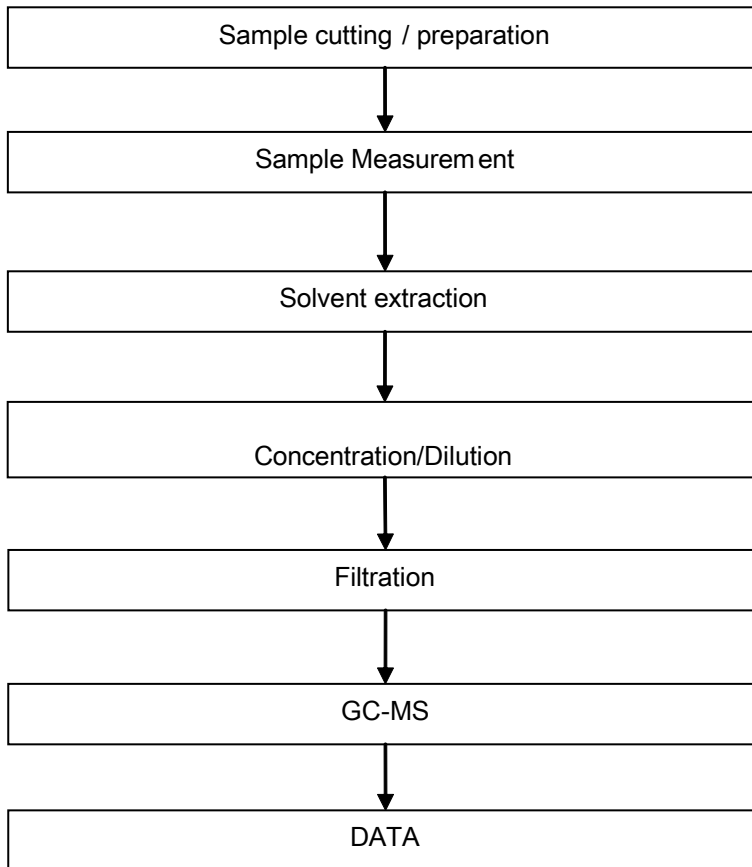 Sample cutting / preparation
Sample Measurement
Solvent extraction
Concentration/Dilution
Filtration
GC-MS
DATA